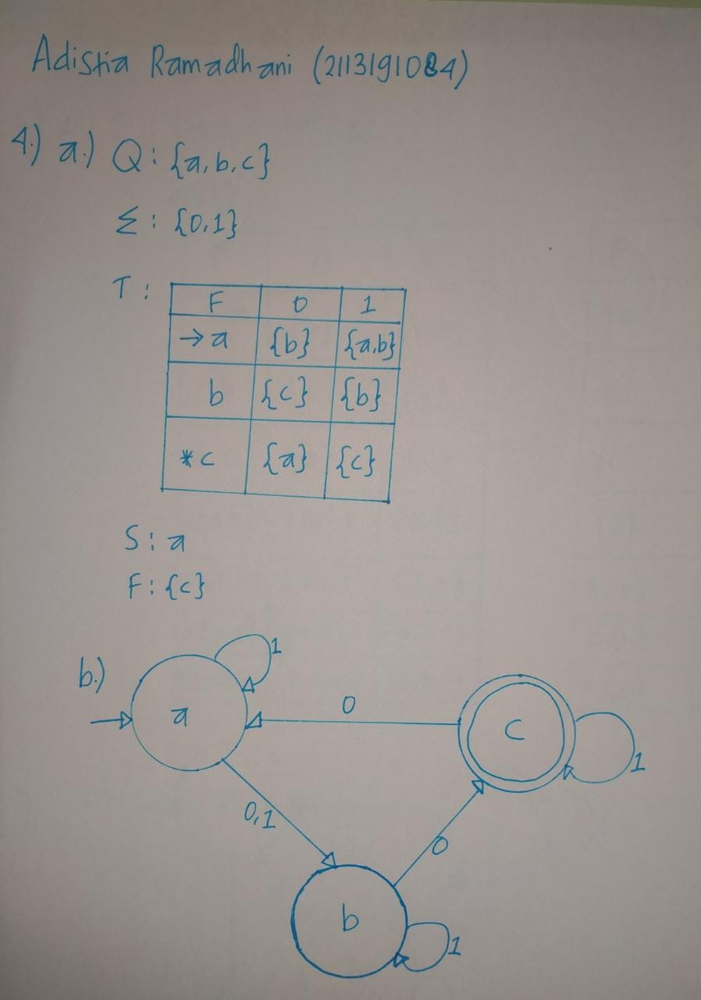 Adistia Ramadhani (2113191084)
4.) a.) Q : {a,b,c}
Σ : {0,1}
T :
F 0 1
→a {b} {a,b}
b {c} {b}
*c {a} {c}
S : a
F : {c}
b.)
1
a
0
c
1
0,1
0
b
1